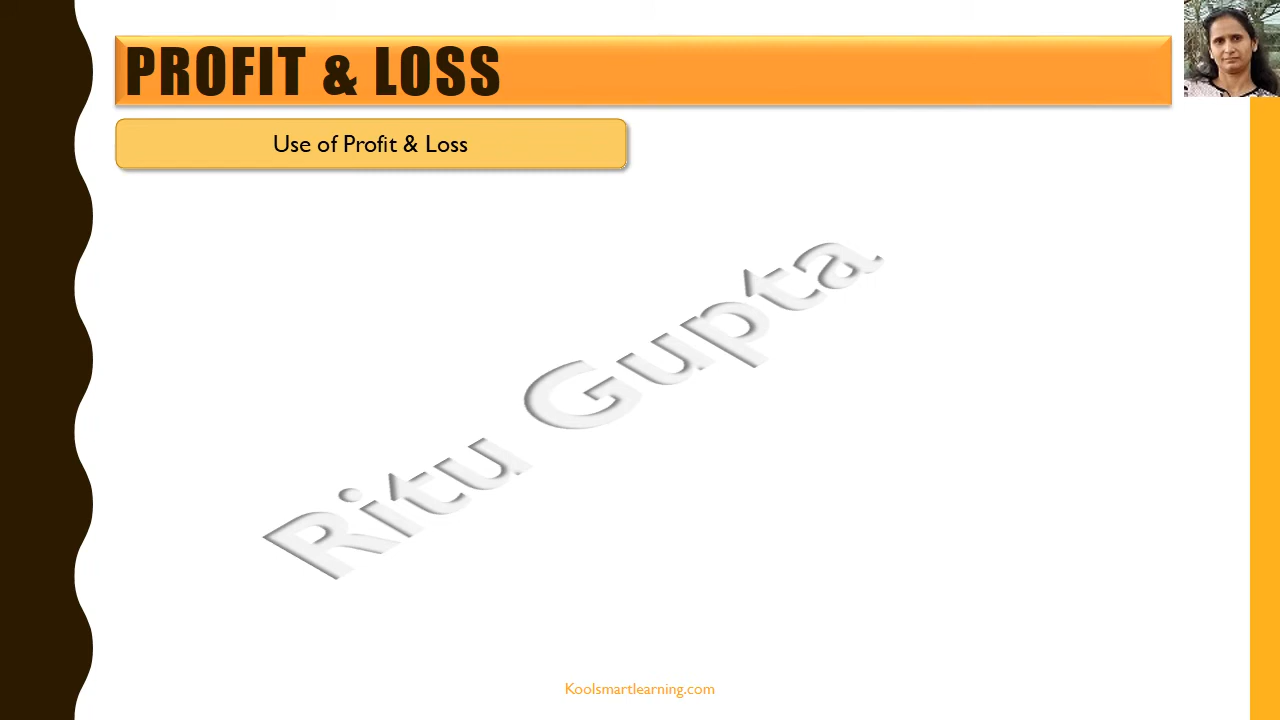 PROFIT & LOSS
Use of Profit & Loss
Ritu Gupta
Koolsmartlearning.com